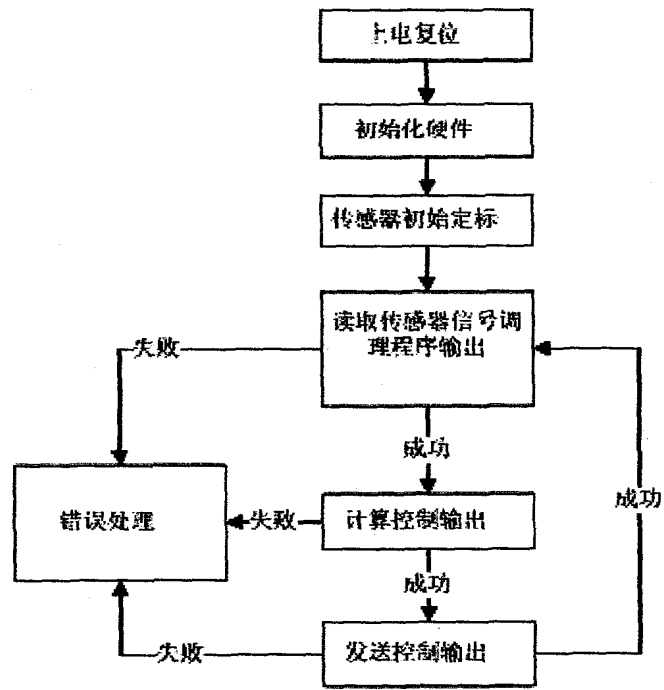 上电复位
初始化硬件
传感器初始定标
读取传感器信号调
理程序输出
失败
成功
错误处理
失败
计算控制输出
成功
成功
失败
发送控制输出